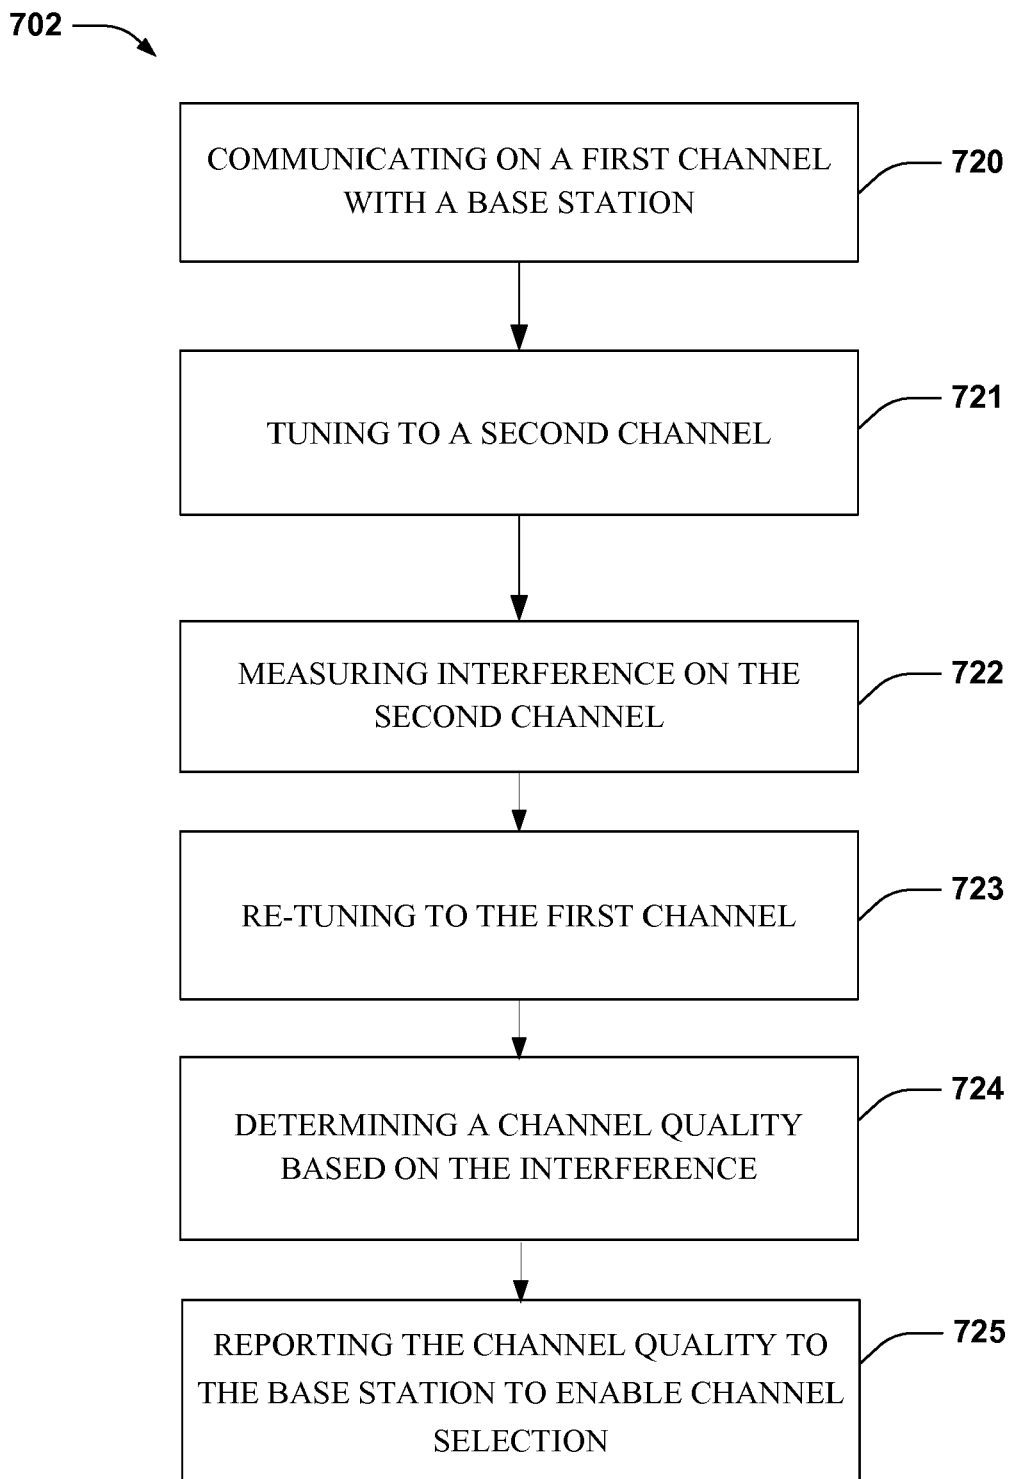 702
COMMUNICATING ON A FIRST CHANNEL
WITH A BASE STATION
720
TUNING TO A SECOND CHANNEL
721
MEASURING INTERFERENCE ON THE
SECOND CHANNEL
722
RE-TUNING TO THE FIRST CHANNEL
723
DETERMINING A CHANNEL QUALITY
BASED ON THE INTERFERENCE
724
REPORTING THE CHANNEL QUALITY TO
THE BASE STATION TO ENABLE CHANNEL
SELECTION
725